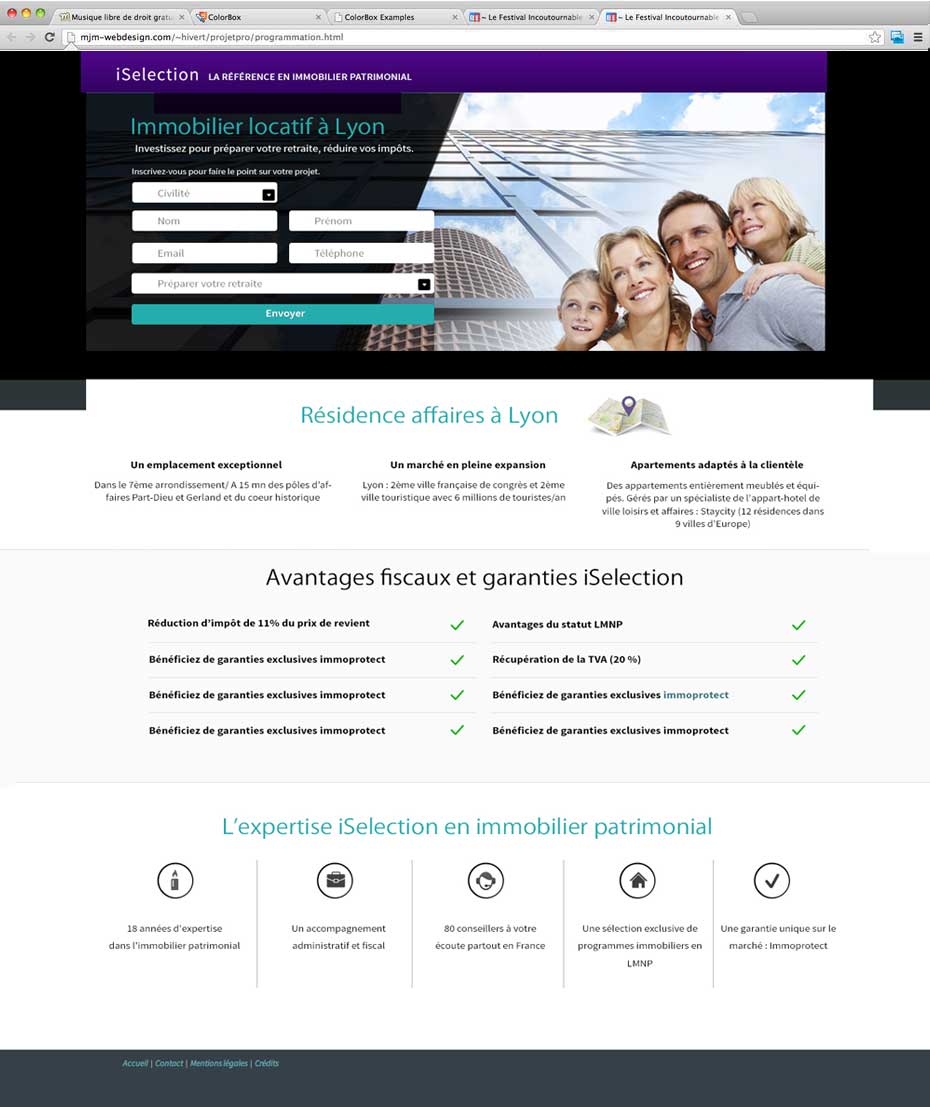 Musique libre de droit gratu
ColorBox
ColorBox Examples
~ Le Festival Incoutournable
~ Le Festival Incoutournable
mjm-webdesign.com/~hivert/projetpro/programmation.html
iSelection LA RÉFÉRENCE EN IMMOBILIER PATRIMONIAL
Immobilier locatif à Lyon
Investissez pour préparer votre retraite, réduire vos impôts.
Inscrivez-vous pour faire le point sur votre projet.
Civilité
Nom
Prénom
Email
Téléphone
Préparer votre retraite
Envoyer
Résidence affaires à Lyon
Un emplacement exceptionnel
Dans le 7ème arrondissement/ A 15 mn des pôles d'af-
faires Part-Dieu et Gerland et du coeur historique
Un marché en pleine expansion
Lyon : 2ème ville française de congrès et 2ème
ville touristique avec 6 millions de touristes/an
Apartements adaptés à la clientèle
Des appartements entièrement meublés et équi-
pés. Gérés par un spécialiste de l'appart-hotel de
ville loisirs et affaires : Staycity (12 résidences dans
9 villes d'Europe)
Avantages fiscaux et garanties iSelection
Réduction d'impôt de 11% du prix de revient
Avantages du statut LMNP
Bénéficiez de garanties exclusives immoprotect
Récupération de la TVA (20 %)
Bénéficiez de garanties exclusives immoprotect
Bénéficiez de garanties exclusives immoprotect
Bénéficiez de garanties exclusives immoprotect
Bénéficiez de garanties exclusives immoprotect
L'expertise iSelection en immobilier patrimonial
18 années d'expertise
dans l'immobilier patrimonial
Un accompagnement
administratif et fiscal
80 conseillers à votre
écoute partout en France
Une sélection exclusive de
programmes immobiliers en
LMNP
Une garantie unique sur le
marché : Immoprotect
Accueil | Contact | Mentions légales | Crédits